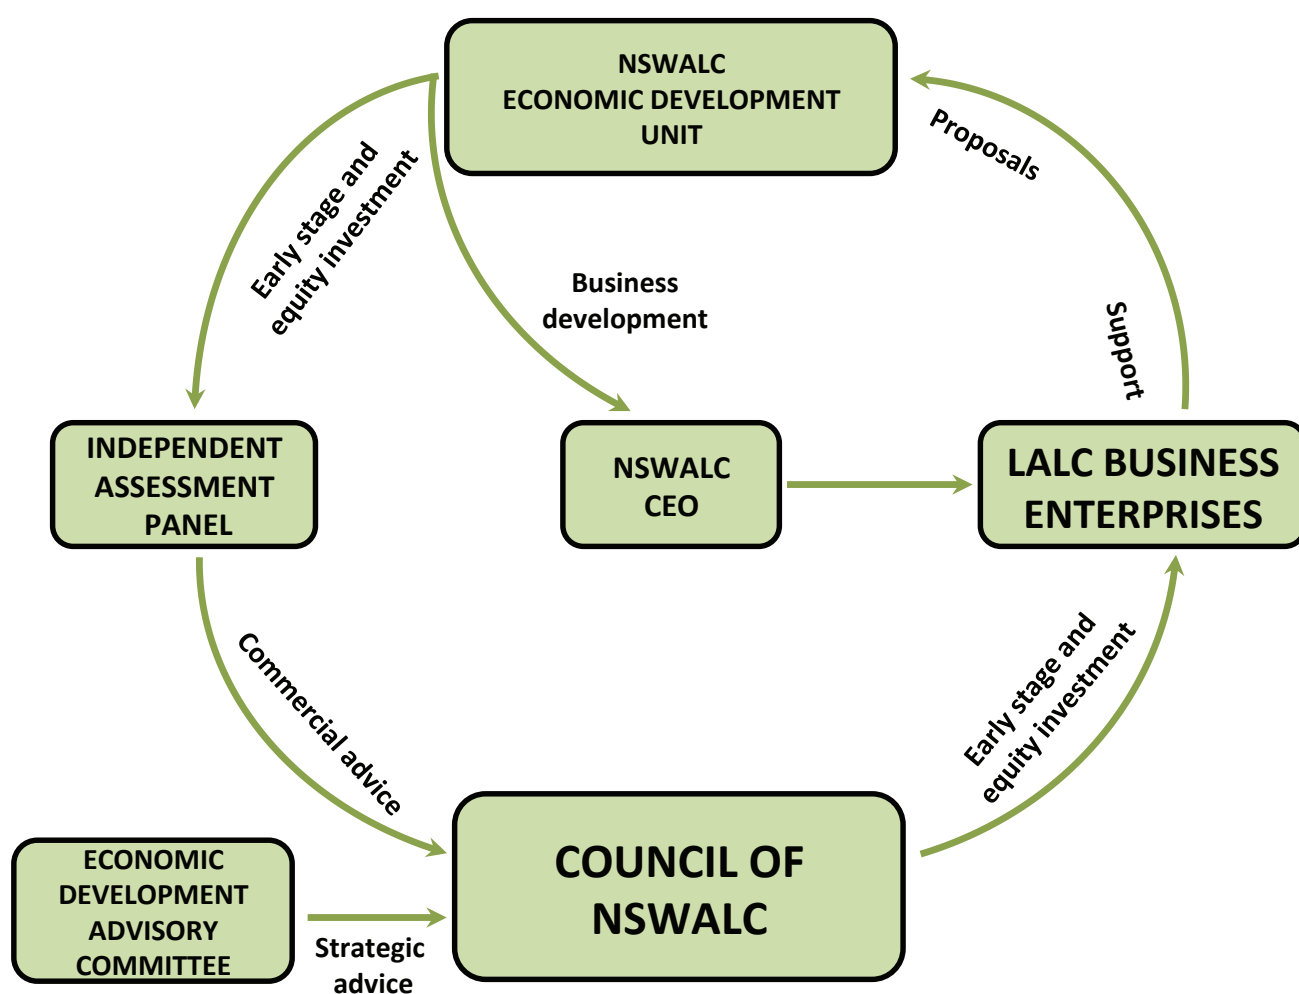 NSWALC
ECONOMIC DEVELOPMENT
UNIT
Proposals
Early stage and
equity investment
Business
development
Support
INDEPENDENT
ASSESSMENT
PANEL
NSWALC
CEO
LALC BUSINESS
ENTERPRISES
Commercial advice
Early stage and
equity investment
ECONOMIC
DEVELOPMENT
ADVISORY
COMMITTEE
Strategic
advice
COUNCIL OF
NSWALC